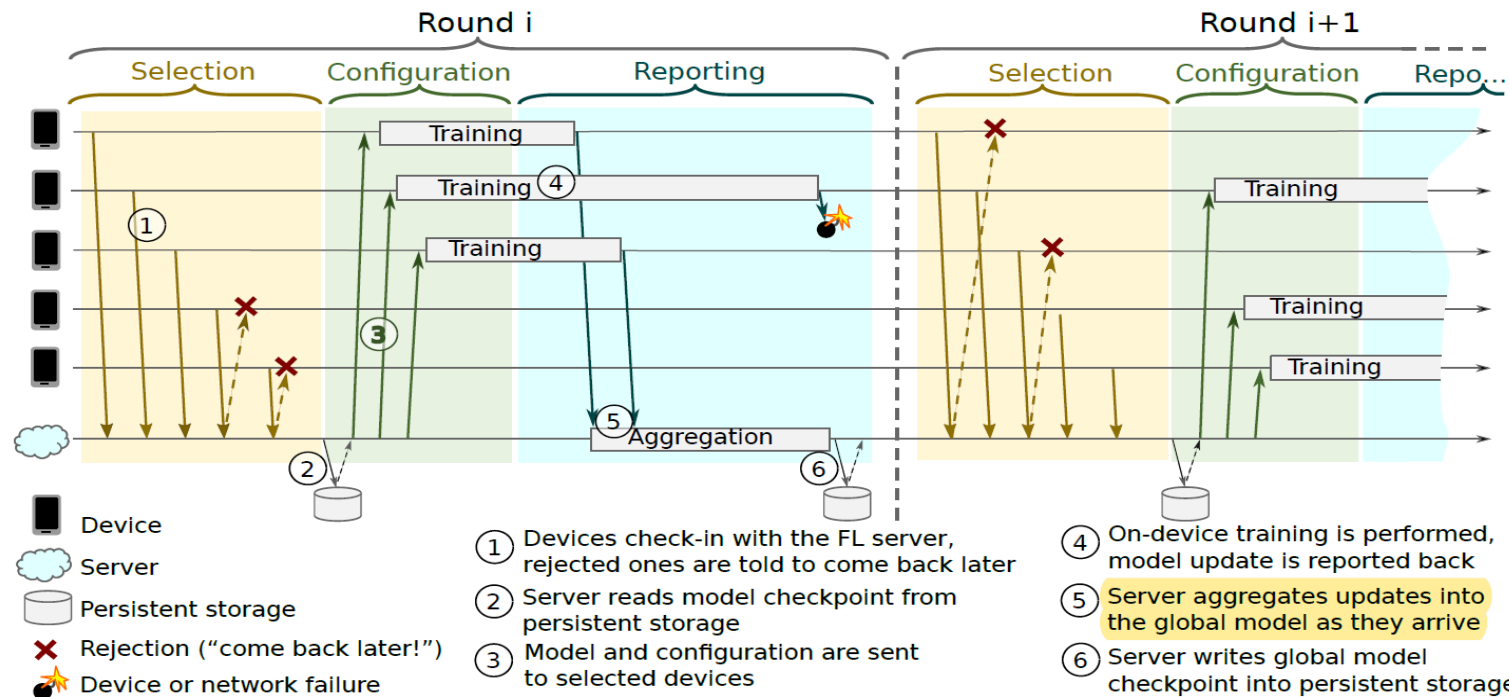 Round i
Round i+1
Selection
Configuration
Reporting
Selection
Configuration
Repo...
Training
Training
4
Training
1
3
5
Aggregation
2
6
Training
Training
Training
Device
Server
Persistent storage
Rejection (“come back later!”)
Device or network failure
1 Devices check-in with the FL server,
rejected ones are told to come back later
2 Server reads model checkpoint from
persistent storage
3 Model and configuration are sent
to selected devices
4 On-device training is performed,
model update is reported back
5 Server aggregates updates into
the global model as they arrive
6 Server writes global model
checkpoint into persistent storage